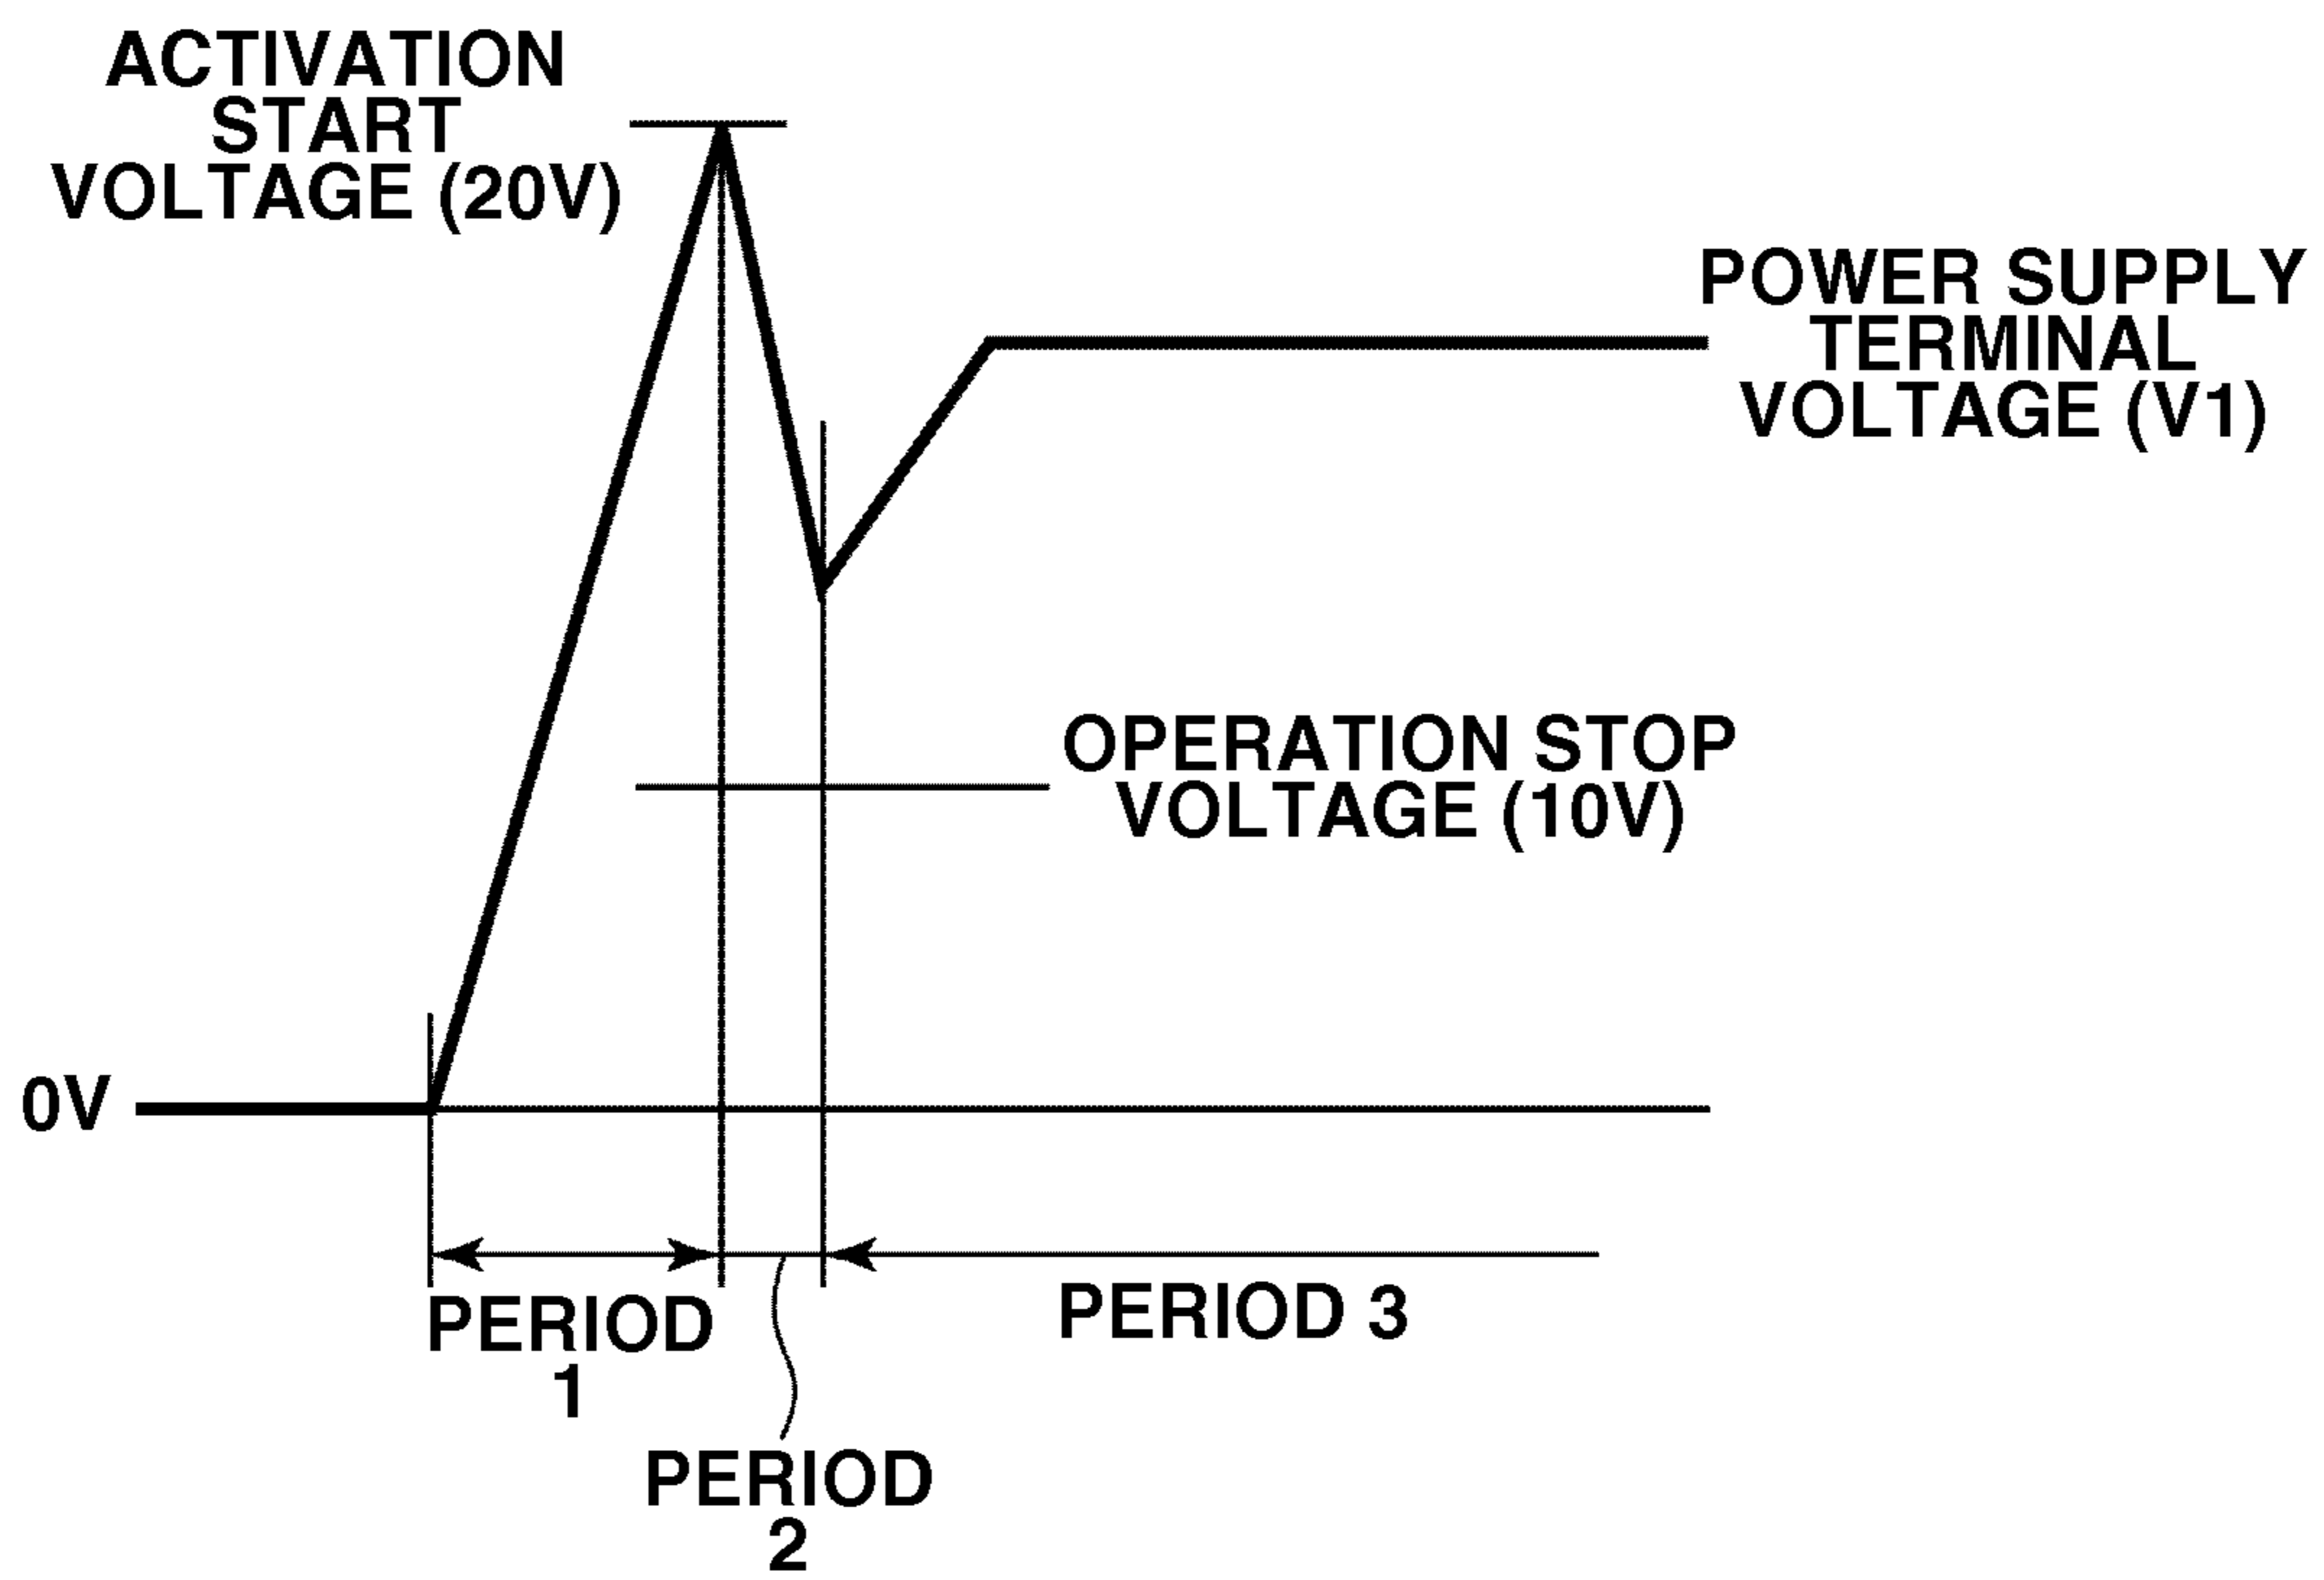 ACTIVATION
START
VOLTAGE (20V)
POWER SUPPLY
TERMINAL
VOLTAGE (V1)
OPERATION STOP
VOLTAGE (10V)
0V
PERIOD
1
PERIOD 3
PERIOD
2